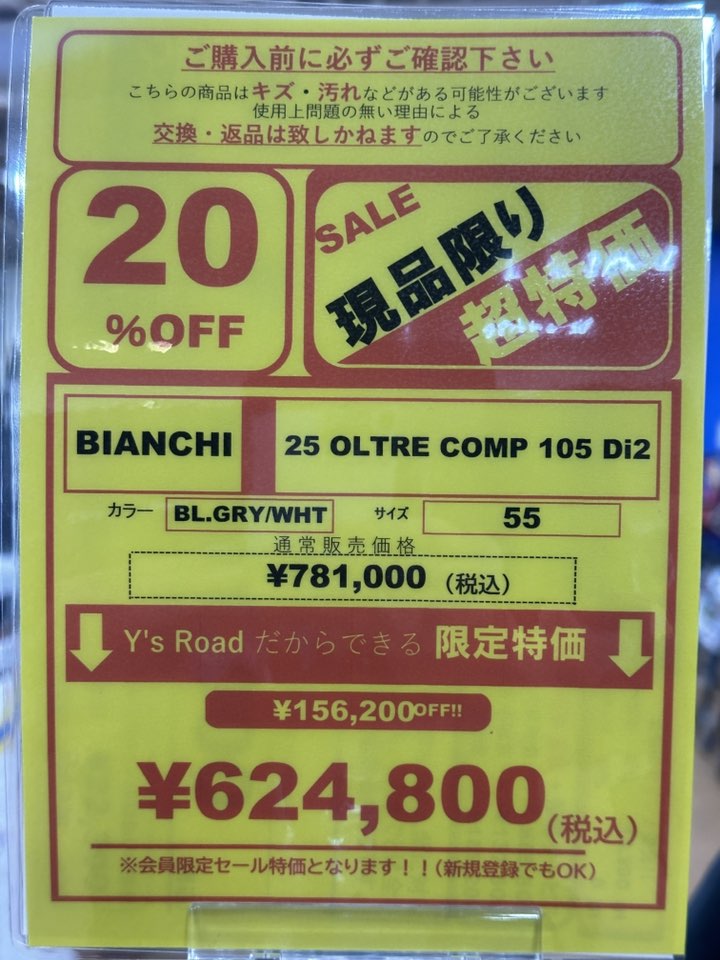 ご購入前に必ずご確認下さい
こちらの商品はキズ・汚れなどがある可能性がございます
使用上問題の無い理由による
交換・返品は致しかねますのでご了承ください
20
%OFF
SALE
現品限り
超特価
BIANCHI
25 OLTRE COMP 105 Di2
カラー BL.GRY/WHT サイズ 55
通常販売価格
¥781,000 (税込)
Y's Road だからできる 限定特価
¥156,200OFF!!
¥624,800(税込)
※会員限定セール特価となります！！(新規登録でもOK)